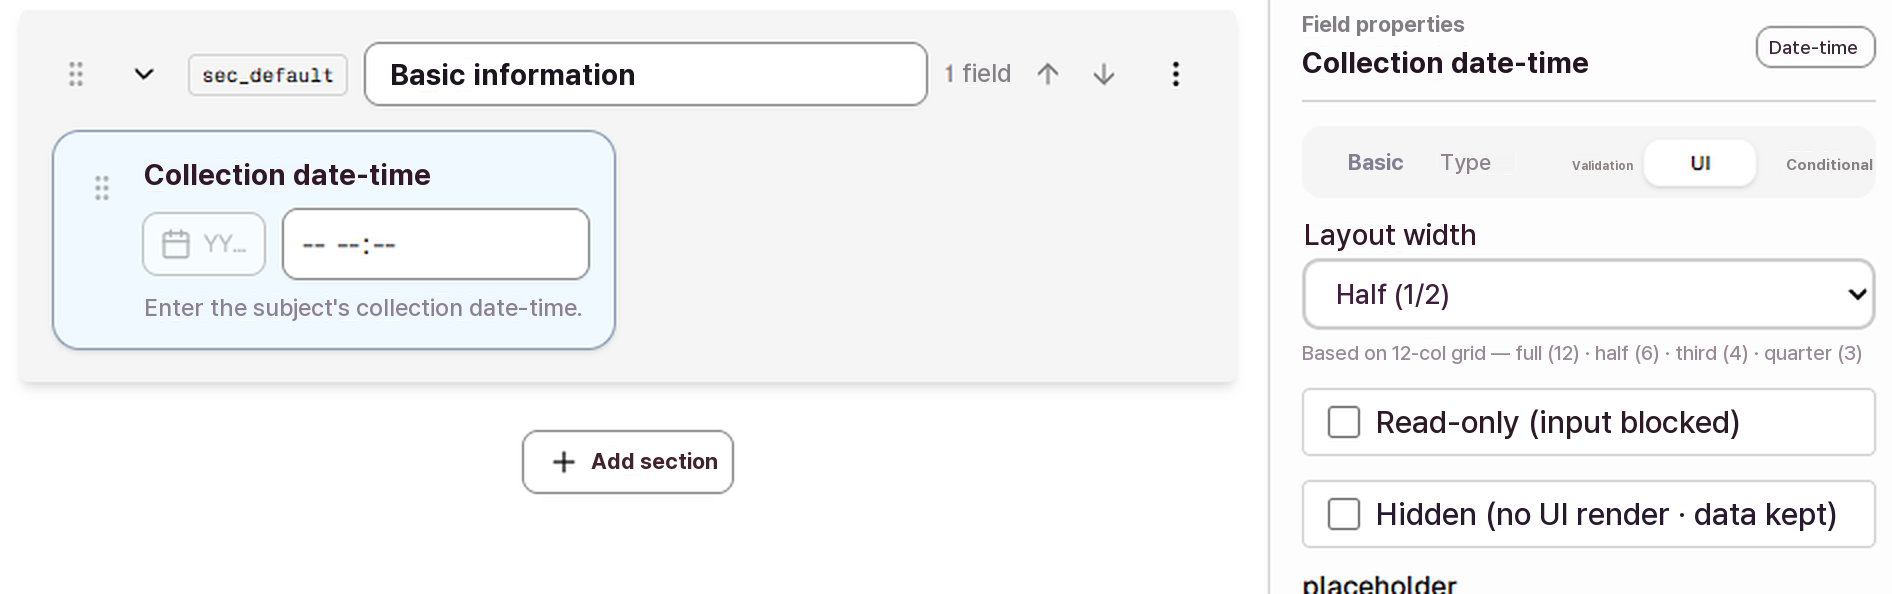 sec_default Basic information 1 field
Collection date-time
YY... -- --:--
Enter the subject's collection date-time.
+ Add section
Field properties
Collection date-time Date-time
Basic Type Validation UI Conditional
Layout width
Half (1/2)
Based on 12-col grid — full (12) · half (6) · third (4) · quarter (3)
Read-only (input blocked)
Hidden (no UI render · data kept)
placeholder